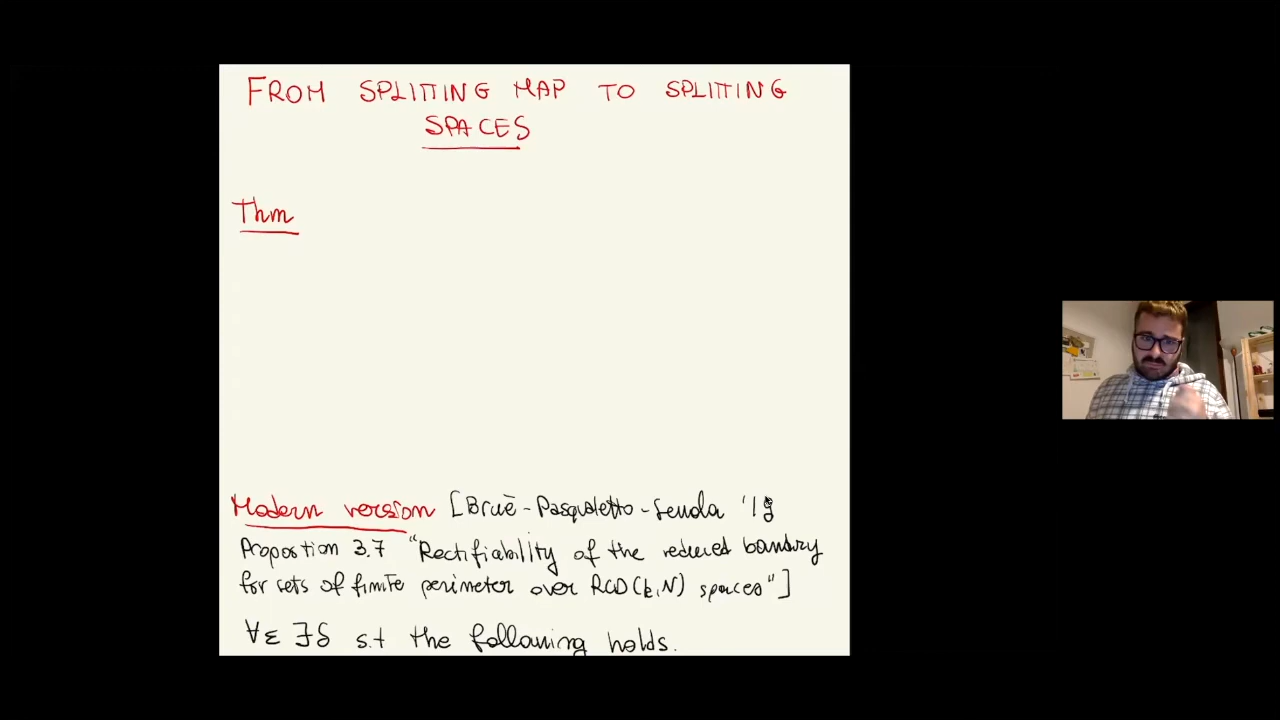 FROM SPLITTING MAP TO SPLITTING
SPACES
Thm
Modern version [Bruè - Pasqualetto - Semola '19
Propostion 3.7 "Rectifiability of the reduced boundary
for sets of finite perimeter over RCD(k,N) spaces"]
∀ε ∃δ s.t the following holds.